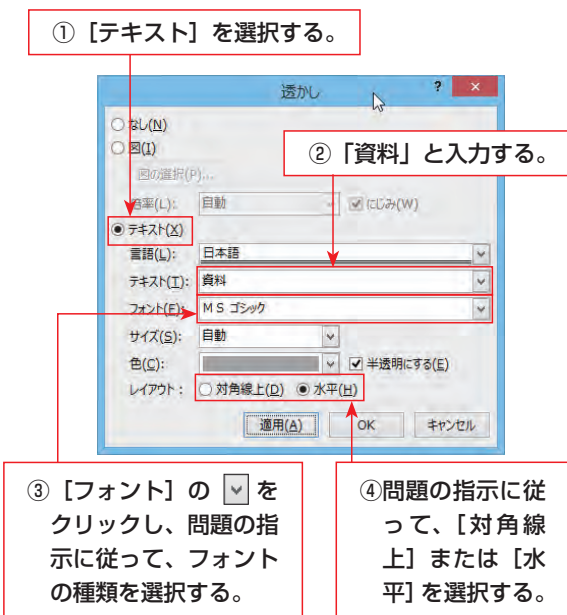 ① ［テキスト］を選択する。
透かし
?
×
なし(N)
図(I)
② 「資料」と入力する。
図の選択(P)...
倍率(L): 自動 にじみ(W)
テキスト(X)
言語(L): 日本語
テキスト(T): 資料
フォント(F): ＭＳ ゴシック
サイズ(S): 自動
色(C): 半透明にする(E)
レイアウト： 対角線上(D) 水平(H)
適用(A) OK キャンセル
③ ［フォント］の を
クリックし、問題の指
示に従って、フォント
の種類を選択する。
④問題の指示に従
って、［対角線
上］または［水
平］を選択する。